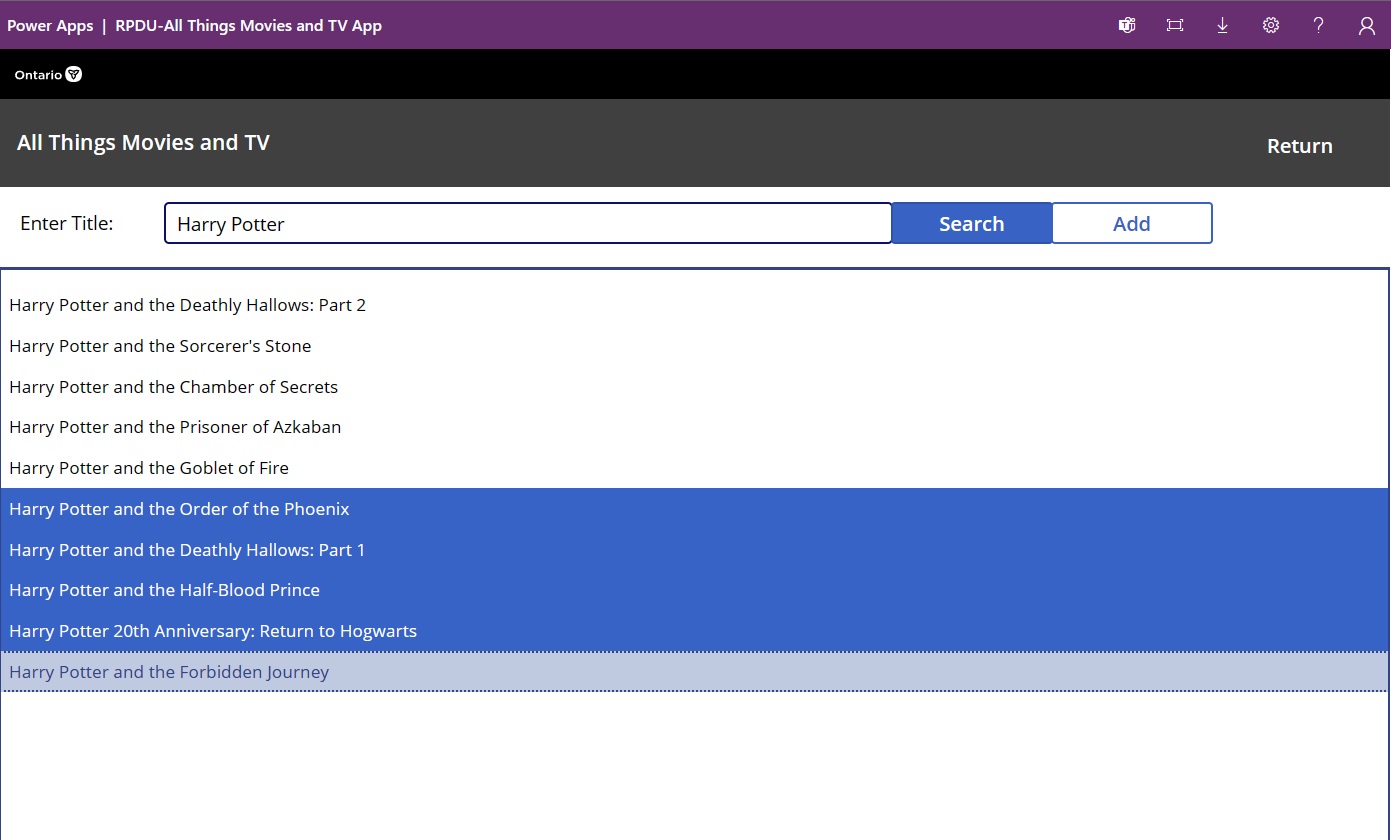 Power Apps | RPDU-All Things Movies and TV App
Ontario
All Things Movies and TV
Return
Enter Title: Harry Potter Search Add
Harry Potter and the Deathly Hallows: Part 2
Harry Potter and the Sorcerer's Stone
Harry Potter and the Chamber of Secrets
Harry Potter and the Prisoner of Azkaban
Harry Potter and the Goblet of Fire
Harry Potter and the Order of the Phoenix
Harry Potter and the Deathly Hallows: Part 1
Harry Potter and the Half-Blood Prince
Harry Potter 20th Anniversary: Return to Hogwarts
Harry Potter and the Forbidden Journey